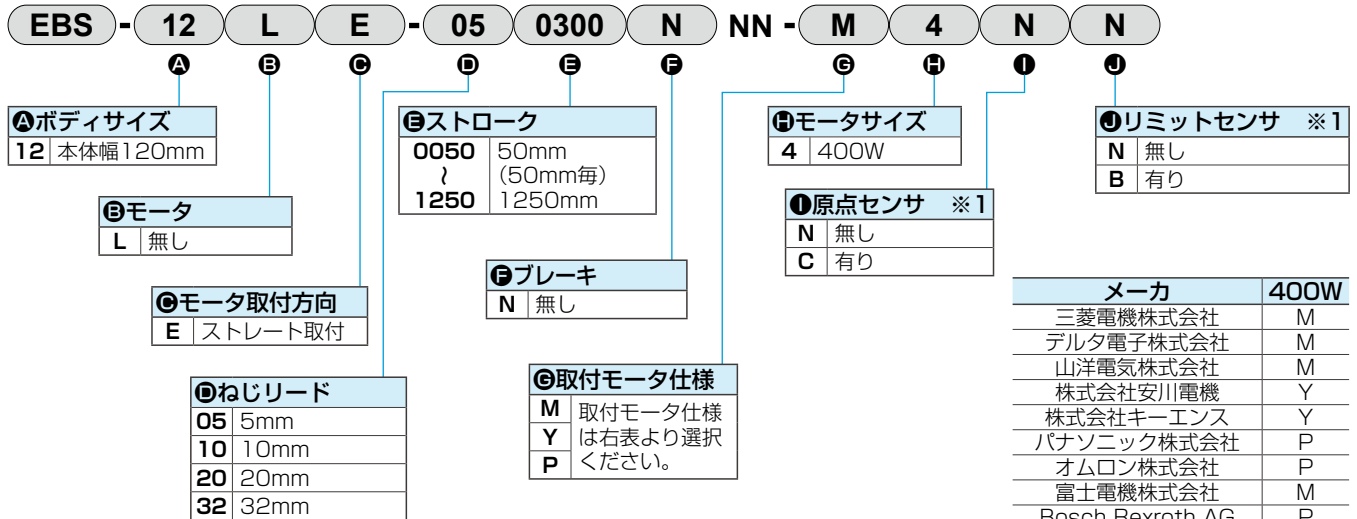 EBS - 12 L E - 05 0300 N NN - M 4 N N
A B C D E F G H I J
Aボディサイズ
12 本体幅120mm
Bモータ
L 無し
Cモータ取付方向
E ストレート取付
Dねじリード
05 5mm
10 10mm
20 20mm
32 32mm
Eストローク
0050 50mm
〜 (50mm毎)
1250 1250mm
Fブレーキ
N 無し
G取付モータ仕様
M 取付モータ仕様
Y は右表より選択
P ください。
Hモータサイズ
4 400W
I原点センサ ※1
N 無し
C 有り
Jリミットセンサ ※1
N 無し
B 有り
メーカ 400W
三菱電機株式会社 M
デルタ電子株式会社 M
山洋電気株式会社 M
株式会社安川電機 Y
株式会社キーエンス Y
パナソニック株式会社 P
オムロン株式会社 P
富士電機株式会社 M
Bosch Rexroth AG P